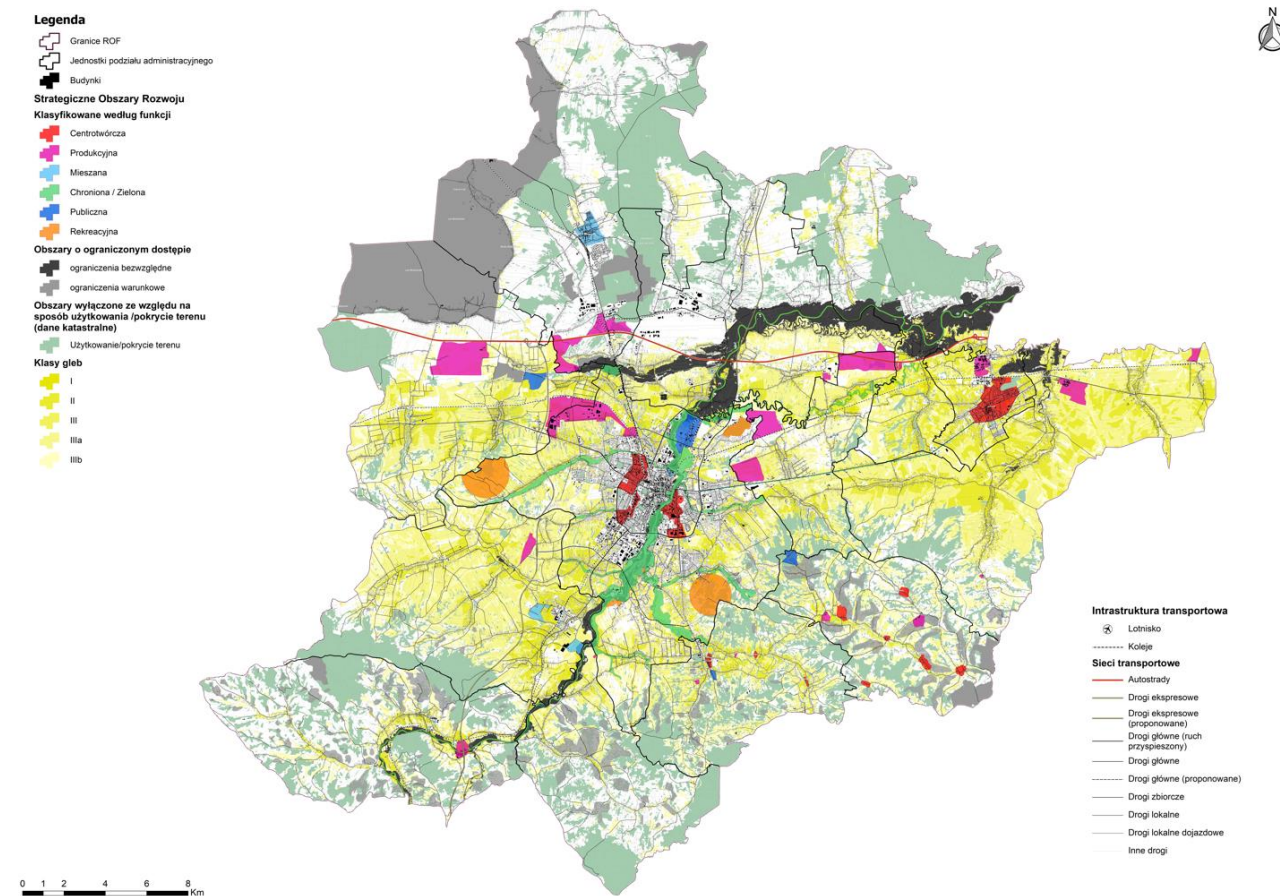 Legenda
Granice ROF
Jednostki podziału administracyjnego
Budynki
Strategiczne Obszary Rozwoju
Klasyfikowane według funkcji
Centrotwórcza
Produkcyjna
Mieszana
Chroniona / Zielona
Publiczna
Rekreacyjna
Obszary o ograniczonym dostępie
ograniczenia bezwzględne
ograniczenia warunkowe
Obszary wyłączone ze względu na
sposób użytkowania /pokrycie terenu
(dane katastralne)
Użytkowanie/pokrycie terenu
Klasy gleb
I
II
III
IIIa
IIIb
0 1 2 4 6 8
Km
N
Intrastruktura transportowa
Lotnisko
Koleje
Sieci transportowe
Autostrady
Drogi ekspresowe
Drogi ekspresowe
(proponowane)
Drogi główne (ruch
przyspieszony)
Drogi główne
Drogi główne (proponowane)
Drogi zbiorcze
Drogi lokalne
Drogi lokalne dojazdowe
Inne drogi